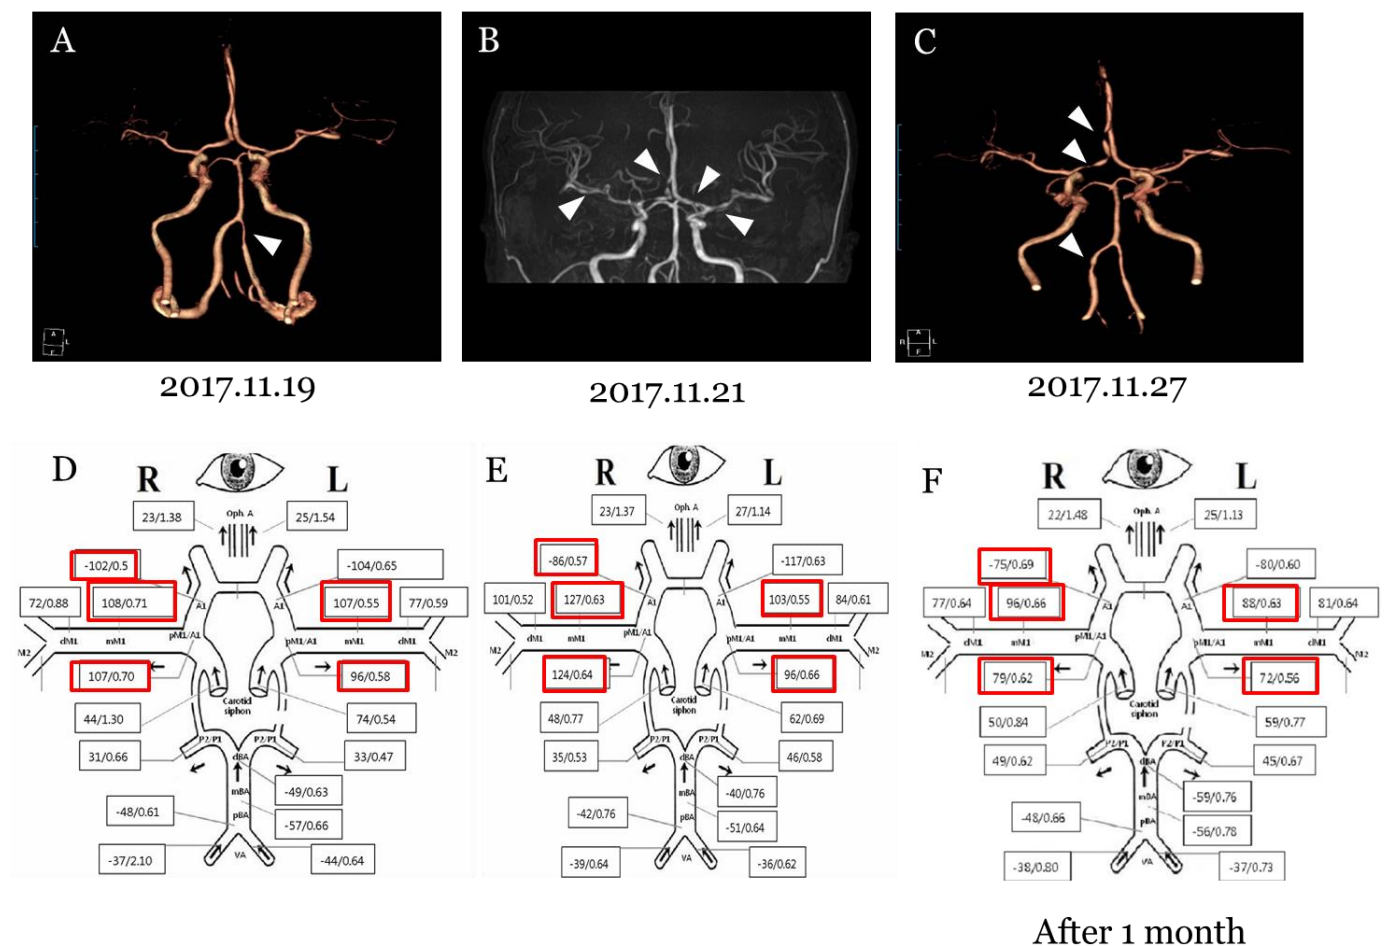 A
B
C
A
L
F
A
R
L
F
2017.11.19
2017.11.21
2017.11.27
D
R
L
23/1.38
Oph. A
25/1.54
-102/0.5
-104/0.65
72/0.88
108/0.71
A1
A1
107/0.55
77/0.59
dM1
mM1
pM1/A1
pM1/A1
mM1
dM1
M2
M2
107/0.70
96/0.58
44/1.30
Carotid
siphon
74/0.54
P2/P1
P2/P1
31/0.66
dBA
33/0.47
-49/0.63
mBA
-48/0.61
pBA
-57/0.66
-37/2.10
VA
-44/0.64
E
R
L
23/1.37
Oph. A
27/1.14
-86/0.57
-117/0.63
101/0.52
127/0.63
A1
A1
103/0.55
84/0.61
dM1
mM1
pM1/A1
pM1/A1
mM1
dM1
M2
M2
124/0.64
96/0.66
48/0.77
Carotid
siphon
62/0.69
P2/P1
P2/P1
35/0.53
dBA
46/0.58
-40/0.76
mBA
-42/0.76
pBA
-51/0.64
-39/0.64
VA
-36/0.62
F
R
L
22/1.48
Oph. A
25/1.13
-75/0.69
-80/0.60
77/0.64
96/0.66
A1
A1
88/0.63
81/0.64
dM1
mM1
pM1/A1
pM1/A1
mM1
dM1
M2
M2
79/0.62
72/0.56
50/0.84
Carotid
siphon
59/0.77
P2/P1
P2/P1
49/0.62
dBA
45/0.67
-59/0.76
mBA
-48/0.66
pBA
-56/0.78
-38/0.80
VA
-37/0.73
After 1 month